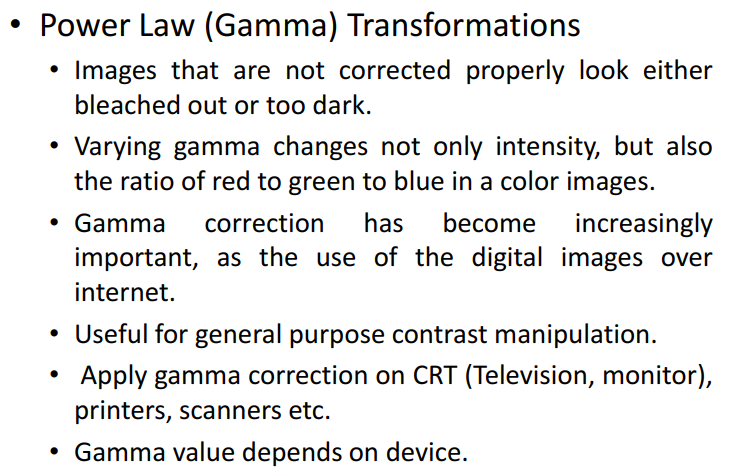 • Power Law (Gamma) Transformations
• Images that are not corrected properly look either
bleached out or too dark.
• Varying gamma changes not only intensity, but also
the ratio of red to green to blue in a color images.
• Gamma correction has become increasingly
important, as the use of the digital images over
internet.
• Useful for general purpose contrast manipulation.
• Apply gamma correction on CRT (Television, monitor),
printers, scanners etc.
• Gamma value depends on device.